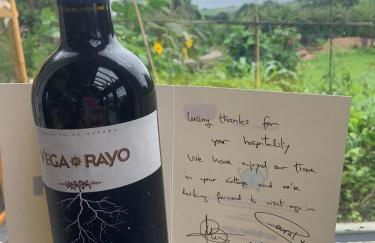 VEGA RAYO
Many thanks for
your hospitality
We have enjoyed our time
in your cottage and we're
looking forward to visit again.